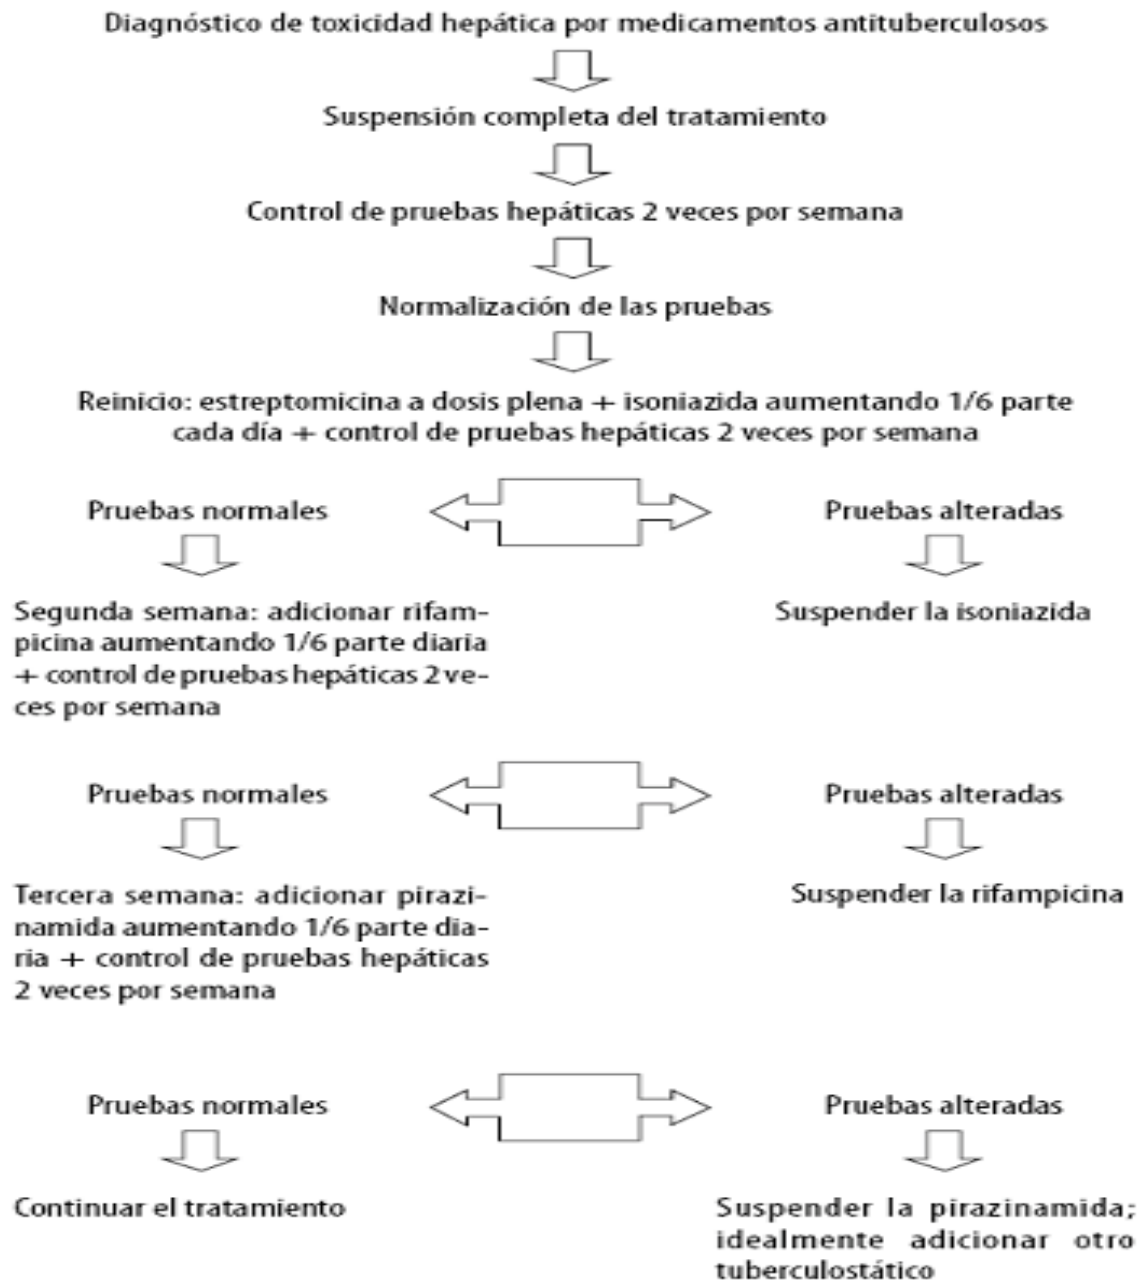 Diagnóstico de toxicidad hepática por medicamentos antituberculosos
Suspensión completa del tratamiento
Control de pruebas hepáticas 2 veces por semana
Normalización de las pruebas
Reinicio: estreptomicina a dosis plena + isoniazida aumentando 1/6 parte
cada día + control de pruebas hepáticas 2 veces por semana
Pruebas normales
Pruebas alteradas
Segunda semana: adicionar rifam-
picina aumentando 1/6 parte diaria
+ control de pruebas hepáticas 2 ve-
ces por semana
Suspender la isoniazida
Pruebas normales
Pruebas alteradas
Tercera semana: adicionar pirazi-
namida aumentando 1/6 parte dia-
ria + control de pruebas hepáticas
2 veces por semana
Suspender la rifampicina
Pruebas normales
Pruebas alteradas
Continuar el tratamiento
Suspender la pirazinamida;
idealmente adicionar otro
tuberculostático